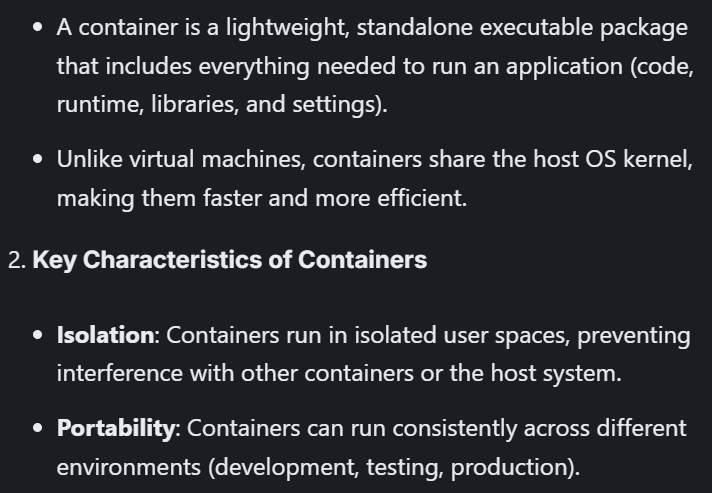 • A container is a lightweight, standalone executable package
that includes everything needed to run an application (code,
runtime, libraries, and settings).
• Unlike virtual machines, containers share the host OS kernel,
making them faster and more efficient.
2. Key Characteristics of Containers
• Isolation: Containers run in isolated user spaces, preventing
interference with other containers or the host system.
• Portability: Containers can run consistently across different
environments (development, testing, production).